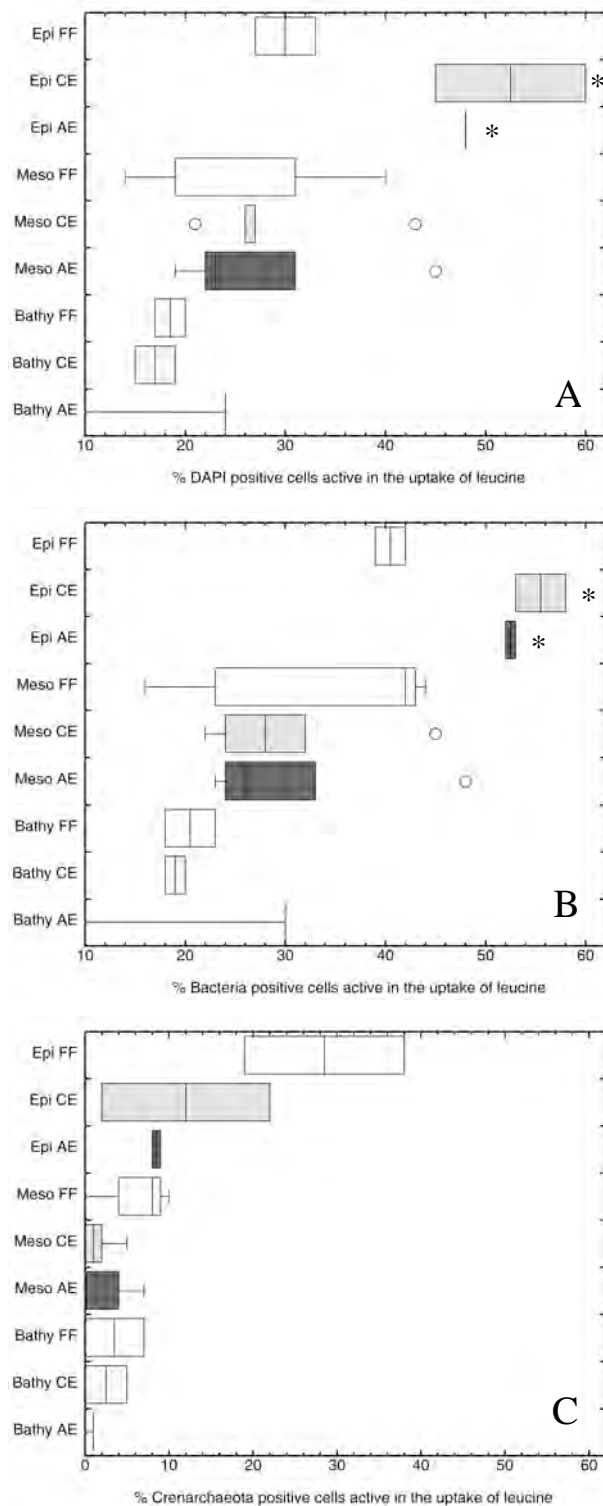 Epi FF
Epi CE
*
Epi AE
*
Meso FF
Meso CE
Meso AE
Bathy FF
Bathy CE
Bathy AE
A
10 20 30 40 50 60
% DAPI positive cells active in the uptake of leucine
Epi FF
Epi CE
*
Epi AE
*
Meso FF
Meso CE
Meso AE
Bathy FF
Bathy CE
Bathy AE
B
10 20 30 40 50 60
% Bacteria positive cells active in the uptake of leucine
Epi FF
Epi CE
Epi AE
Meso FF
Meso CE
Meso AE
Bathy FF
Bathy CE
Bathy AE
C
0 10 20 30 40 50 60
% Crenarchaeota positive cells active in the uptake of leucine